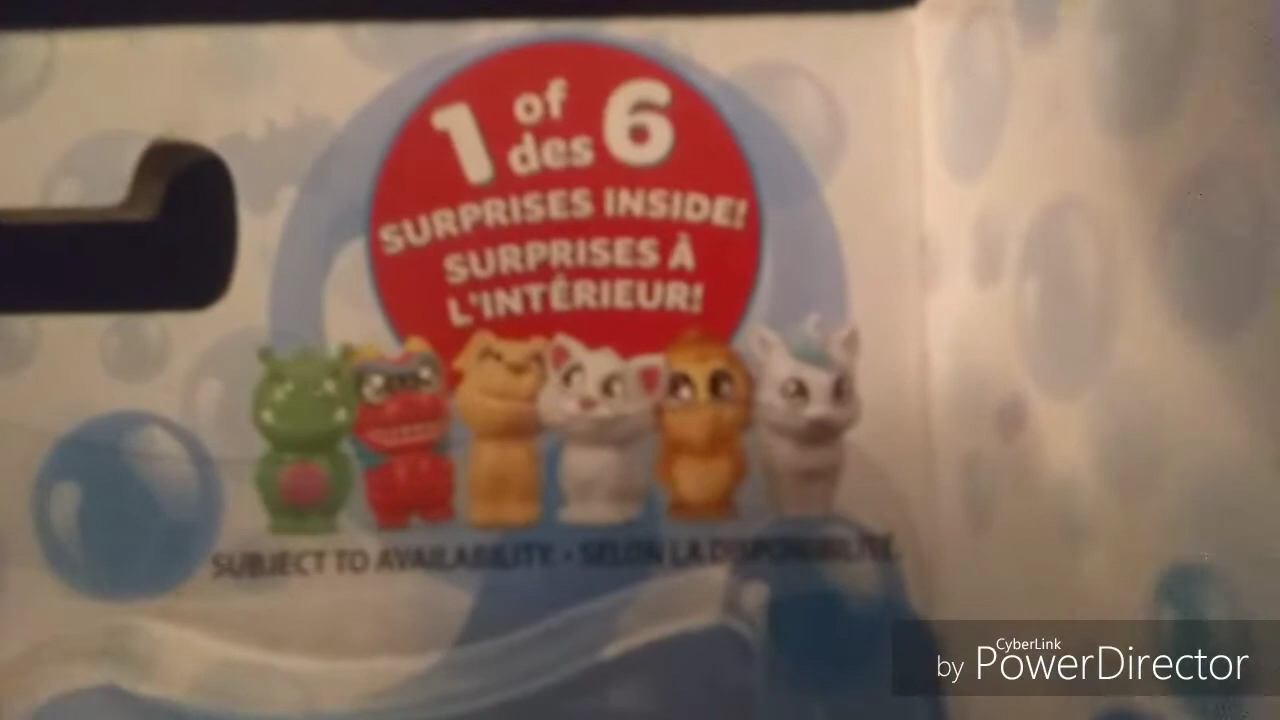 1 of des 6
SURPRISES INSIDE!
SURPRISES À
L'INTÉRIEUR!
SUBJECT TO AVAILABILITY • SELON LA DISPONIBILITÉ.
CyberLink
by PowerDirector